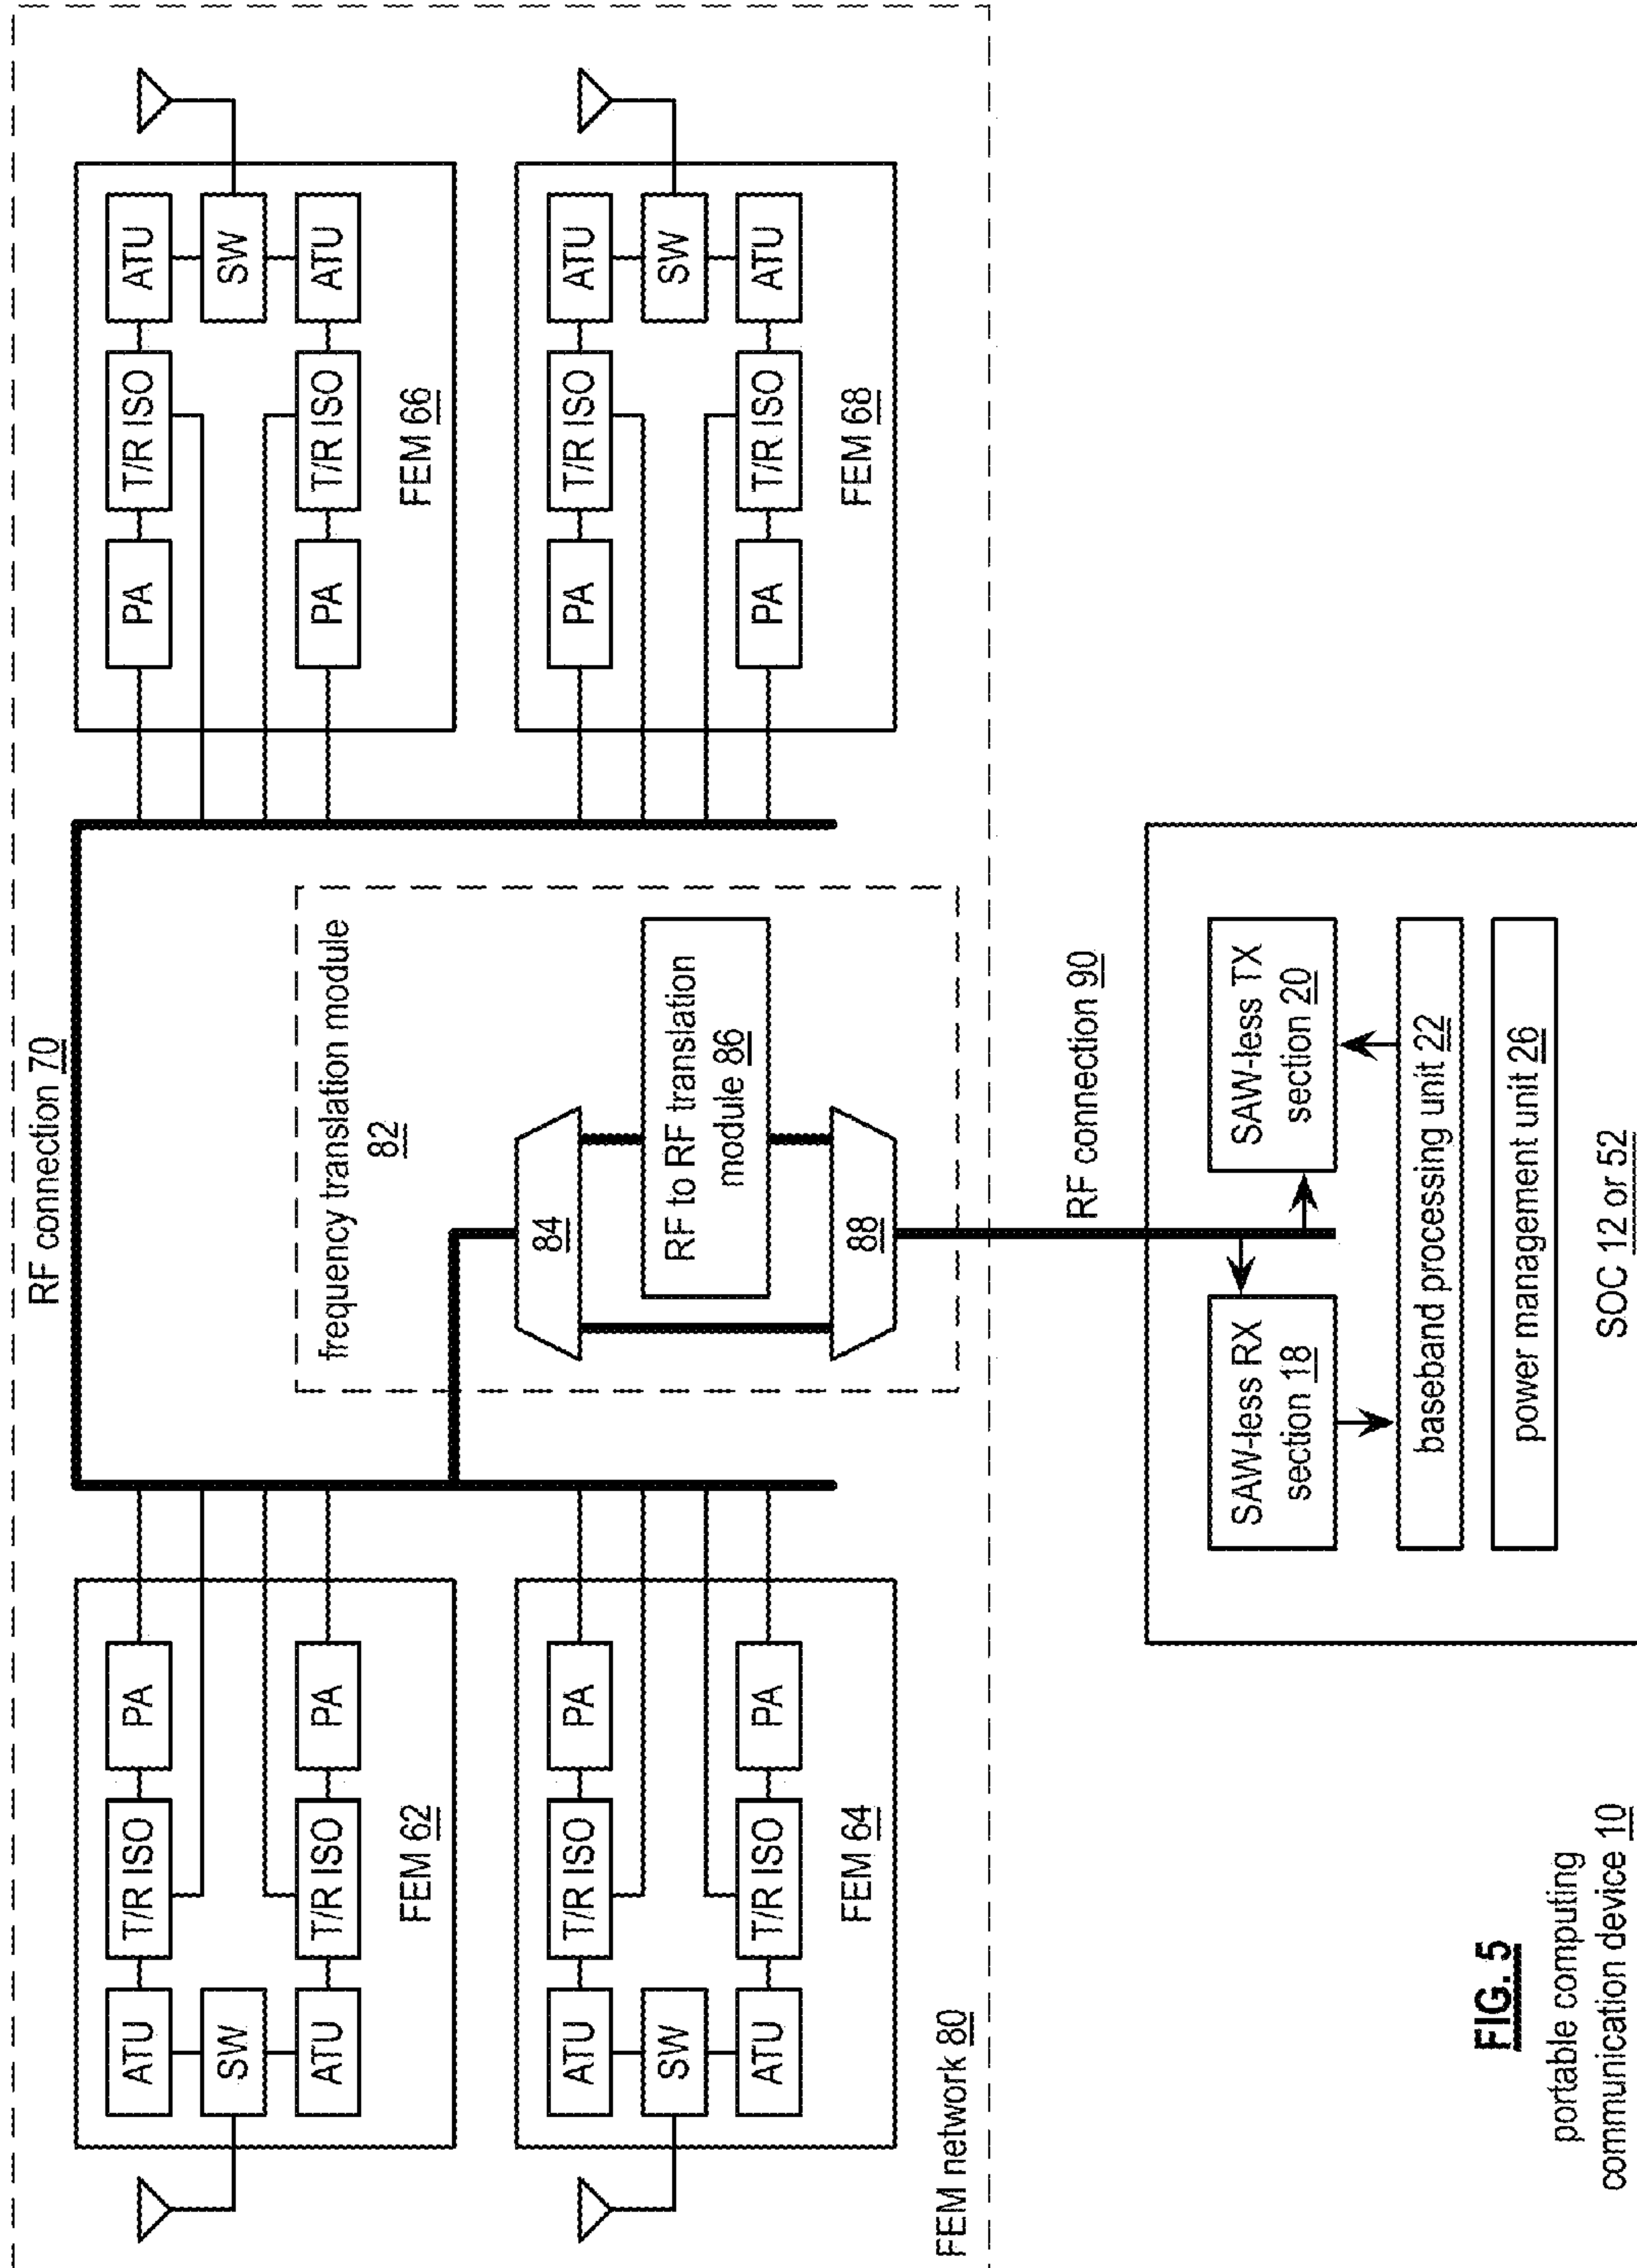 RF connection 70
ATU
T/R ISO
PA
SW
ATU
T/R ISO
PA
FEM 62
ATU
T/R ISO
PA
SW
ATU
T/R ISO
PA
FEM 64
FEM network 80
frequency translation module
82
84
RF to RF translation
module 86
88
PA
T/R ISO
ATU
SW
PA
T/R ISO
ATU
FEM 66
PA
T/R ISO
ATU
SW
PA
T/R ISO
ATU
FEM 68
RF connection 90
SAW-less RX
section 18
SAW-less TX
section 20
baseband processing unit 22
power management unit 26
SOC 12 or 52
FIG. 5
portable computing
communication device 10